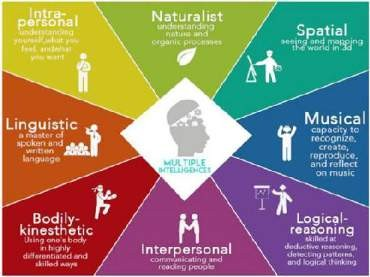 Intra-
personal
understanding
yourself,what you
feel, andwhat
you want
Naturalist
understanding
nature and
organic processes
Spatial
seeing and mapping
the world in 3d
Linguistic
a master of
spoken and
written
language
MULTIPLE
INTELLIGENCES
Musical
capacity to
recognize,
create,
reproduce,
and reflect
on music
Bodily-
kinesthetic
Using one's body
in highly
differentiated and
skilled ways
Interpersonal
communicating and
reading people
Logical-
reasoning
skilled at
deductive reasoning,
detecting patterns,
and logical thinking